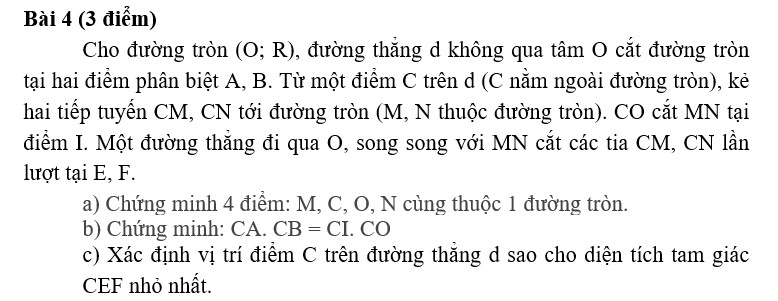 Bài 4 (3 điểm)
Cho đường tròn (O; R), đường thẳng d không qua tâm O cắt đường tròn
tại hai điểm phân biệt A, B. Từ một điểm C trên d (C nằm ngoài đường tròn), kẻ
hai tiếp tuyến CM, CN tới đường tròn (M, N thuộc đường tròn). CO cắt MN tại
điểm I. Một đường thẳng đi qua O, song song với MN cắt các tia CM, CN lần
lượt tại E, F.
a) Chứng minh 4 điểm: M, C, O, N cùng thuộc 1 đường tròn.
b) Chứng minh: CA. CB = CI. CO
c) Xác định vị trí điểm C trên đường thẳng d sao cho diện tích tam giác
CEF nhỏ nhất.